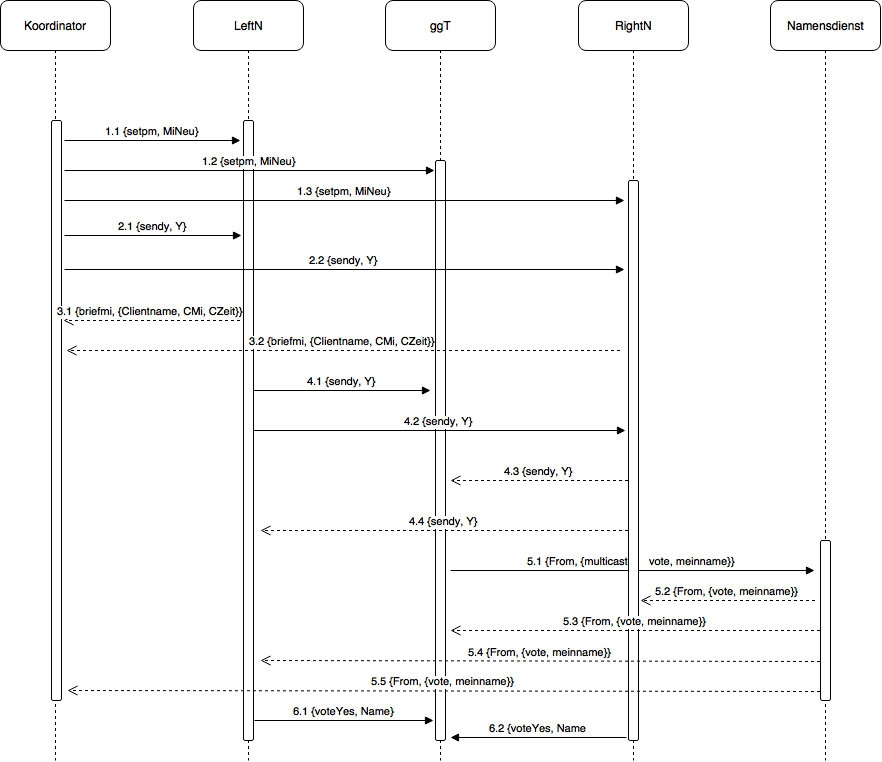 Koordinator
LeftN
ggT
RightN
Namensdienst
1.1 {setpm, MiNeu}
1.2 {setpm, MiNeu}
1.3 {setpm, MiNeu}
2.1 {sendy, Y}
2.2 {sendy, Y}
3.1 {briefmi, {Clientname, CMi, CZeit}}
3.2 {briefmi, {Clientname, CMi, CZeit}}
4.1 {sendy, Y}
4.2 {sendy, Y}
4.3 {sendy, Y}
4.4 {sendy, Y}
5.1 {From, {multicast vote, meinname}}
5.2 {From, {vote, meinname}}
5.3 {From, {vote, meinname}}
5.4 {From, {vote, meinname}}
5.5 {From, {vote, meinname}}
6.1 {voteYes, Name}
6.2 {voteYes, Name